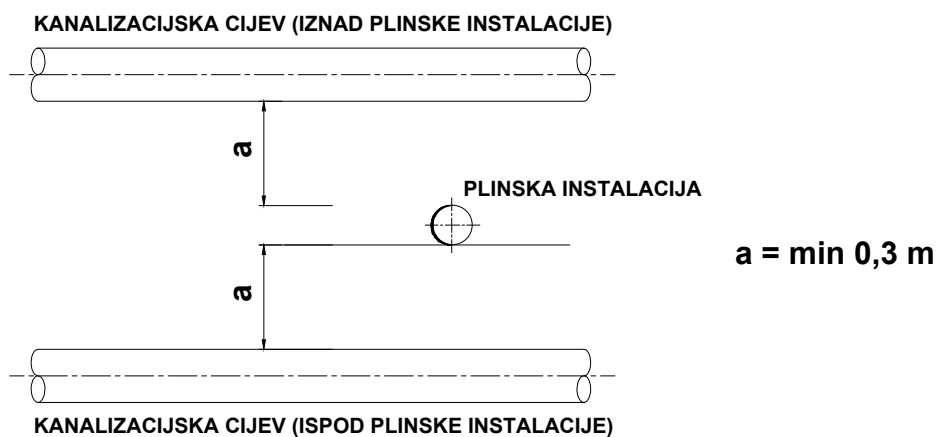 KANALIZACIJSKA CIJEV (IZNAD PLINSKE INSTALACIJE)
a
PLINSKA INSTALACIJA
a = min 0,3 m
a
KANALIZACIJSKA CIJEV (ISPOD PLINSKE INSTALACIJE)